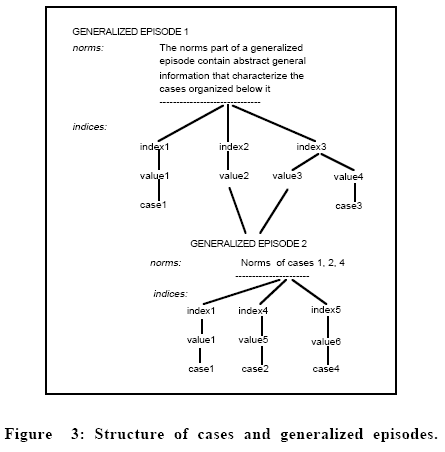 GENERALIZED EPISODE 1
norms: The norms part of a generalized
episode contain abstract general
information that characterize the
cases organized below it
indices:
index1 index2 index3
value1 value2 value3 value4
case1 case3
GENERALIZED EPISODE 2
norms: Norms of cases 1, 2, 4
indices:
index1 index4 index5
value1 value5 value6
case1 case2 case4
Figure 3: Structure of cases and generalized episodes.